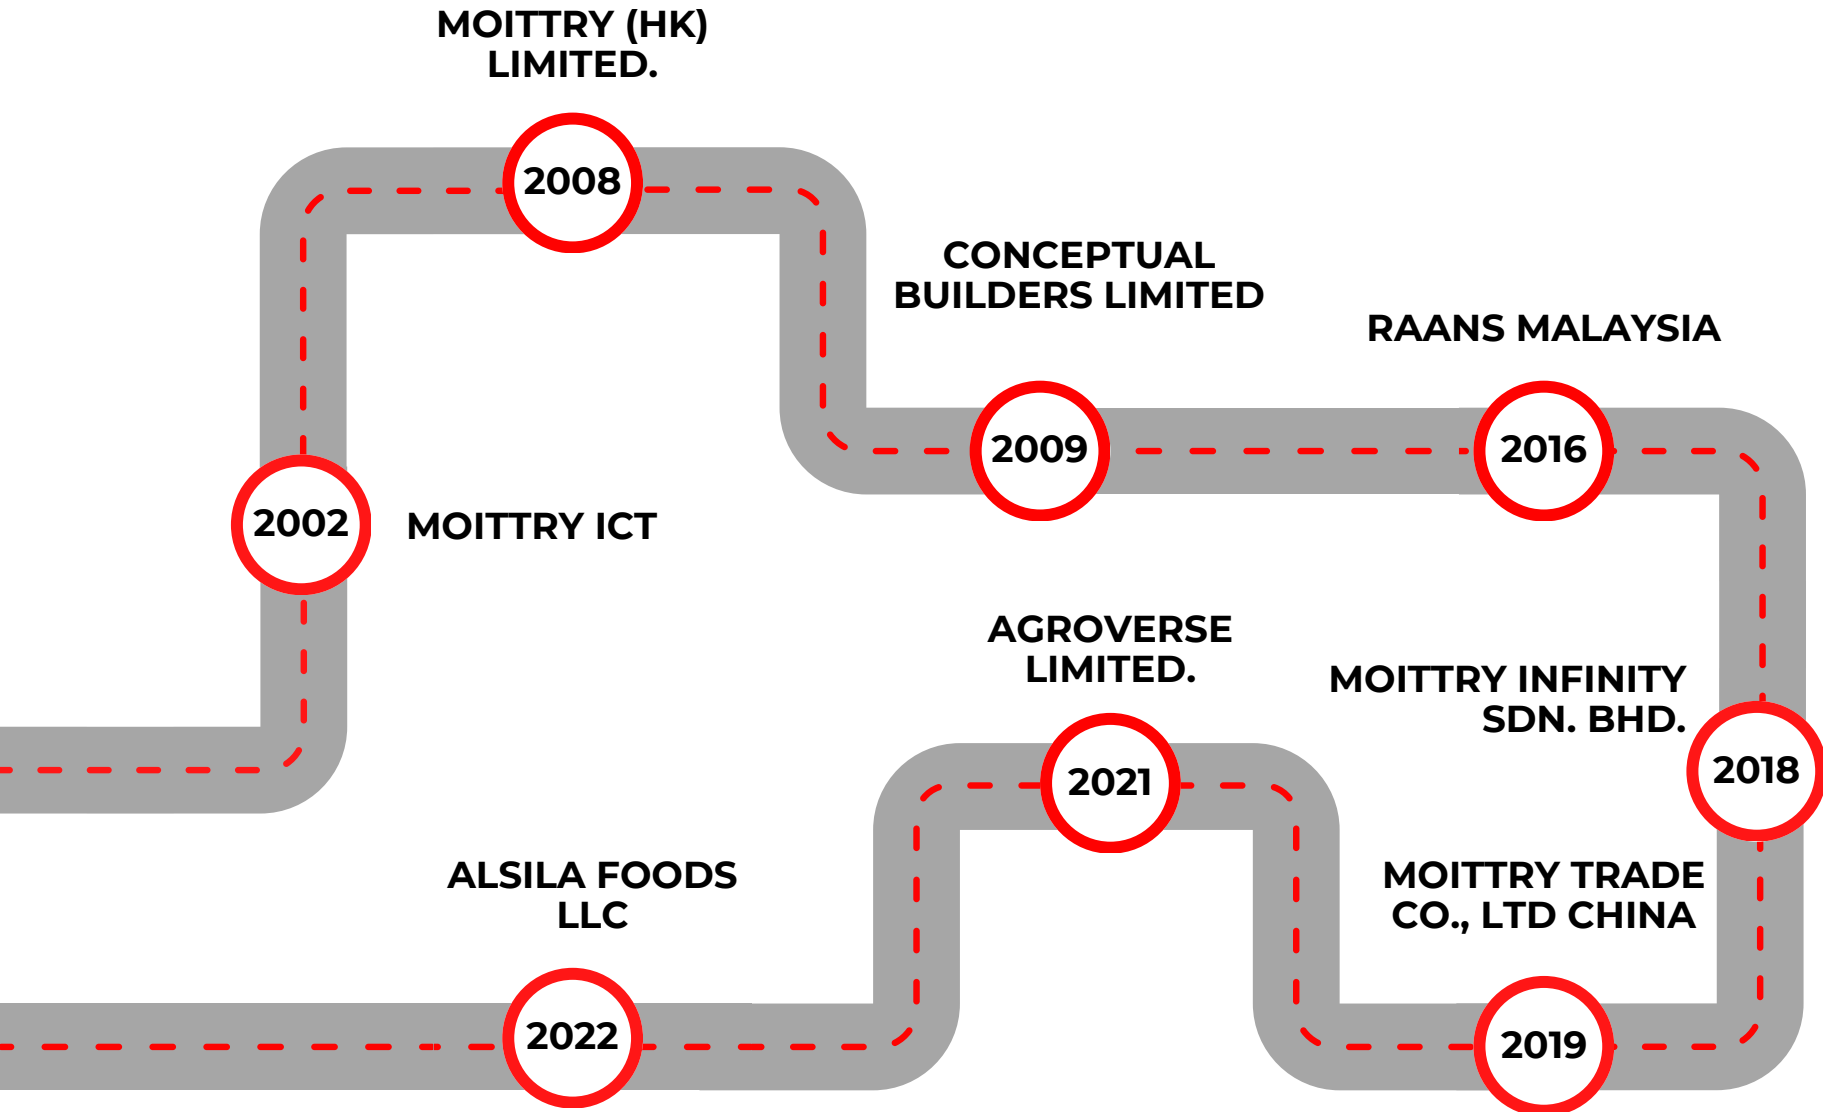 MOITTRY (HK)
LIMITED.
2008
CONCEPTUAL
BUILDERS LIMITED
RAANS MALAYSIA
2009
2016
2002
MOITTRY ICT
AGROVERSE
LIMITED.
MOITTRY INFINITY
SDN. BHD.
2021
2018
ALSILA FOODS
LLC
MOITTRY TRADE
CO., LTD CHINA
2022
2019